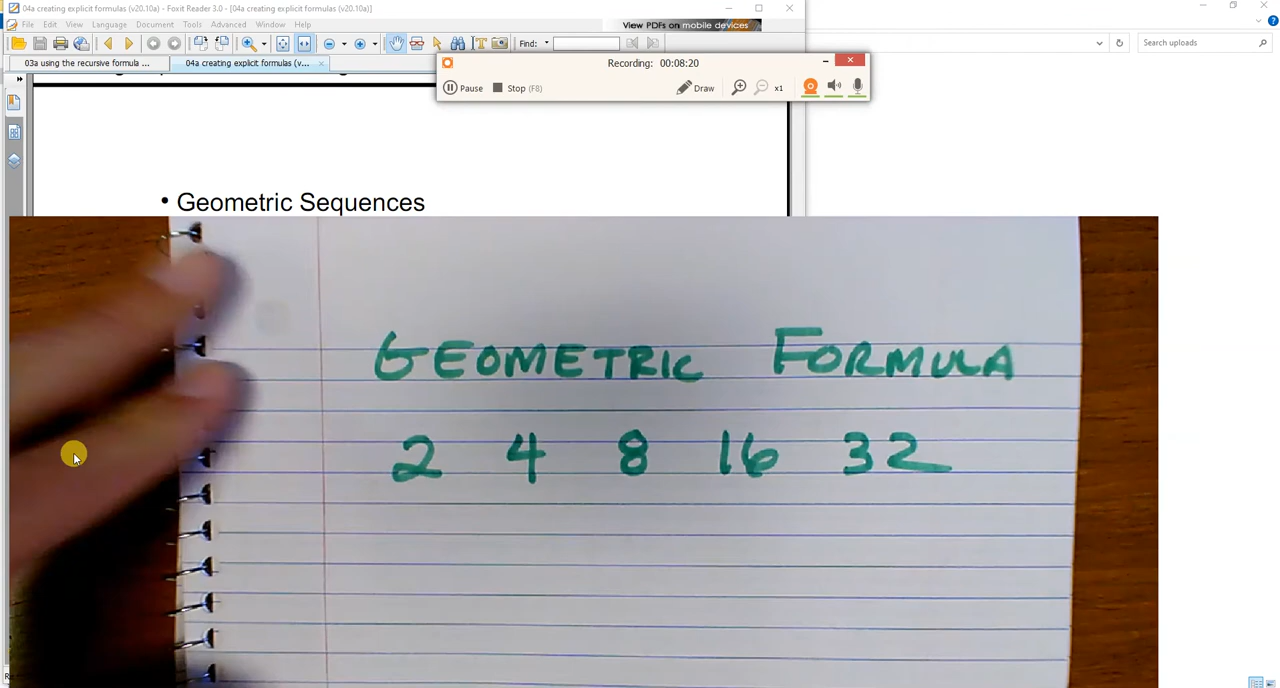 04a creating explicit formulas (v20.10a) - Foxit Reader 3.0 - [04a creating explicit formulas (v20.10a)]
File Edit View Language Document Tools Advanced Window Help
View PDFs on mobile devices
Find:
Search uploads
03a using the recursive formula ...
04a creating explicit formulas (v...
Recording: 00:08:20
Pause Stop (F8) Draw x1
• Geometric Sequences
GEOMETRIC FORMULA
2 4 8 16 32